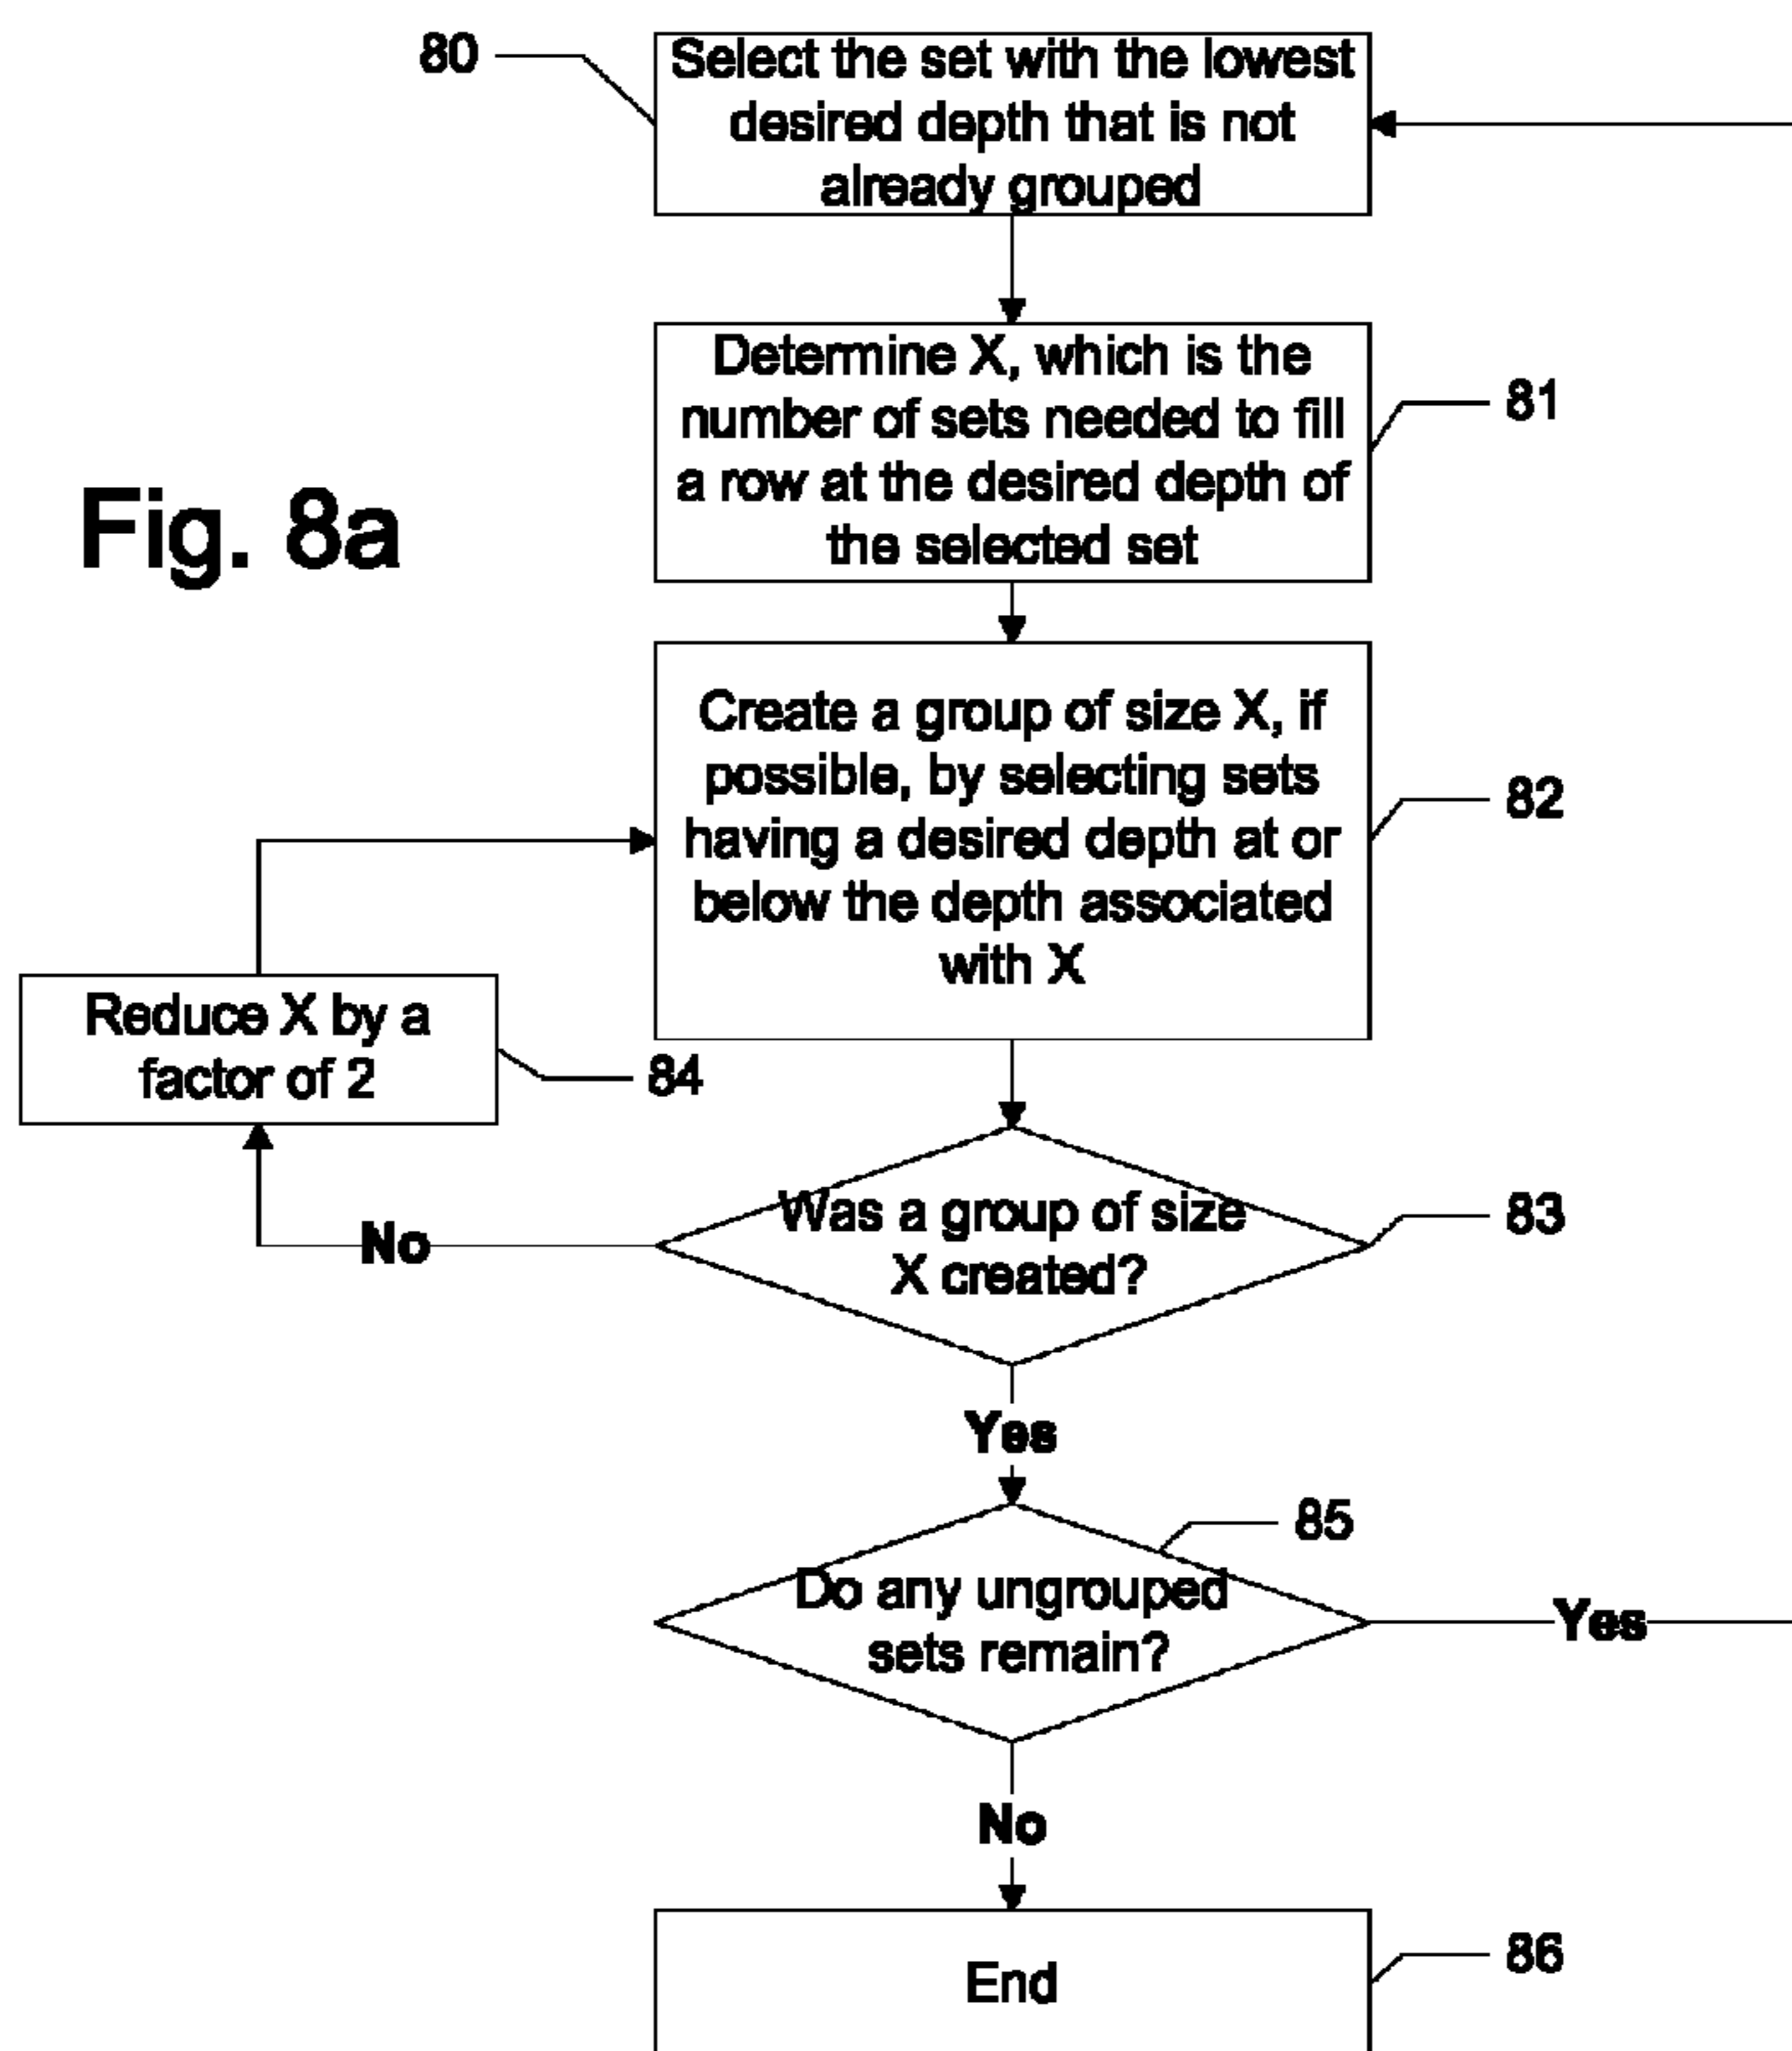 80
Select the set with the lowest
desired depth that is not
already grouped
Determine X, which is the
number of sets needed to fill
a row at the desired depth of
the selected set
81
Fig. 8a
Create a group of size X, if
possible, by selecting sets
having a desired depth at or
below the depth associated
with X
82
Reduce X by a
factor of 2
84
Was a group of size
X created?
83
No
Yes
85
Do any ungrouped
sets remain?
Yes
No
End
86